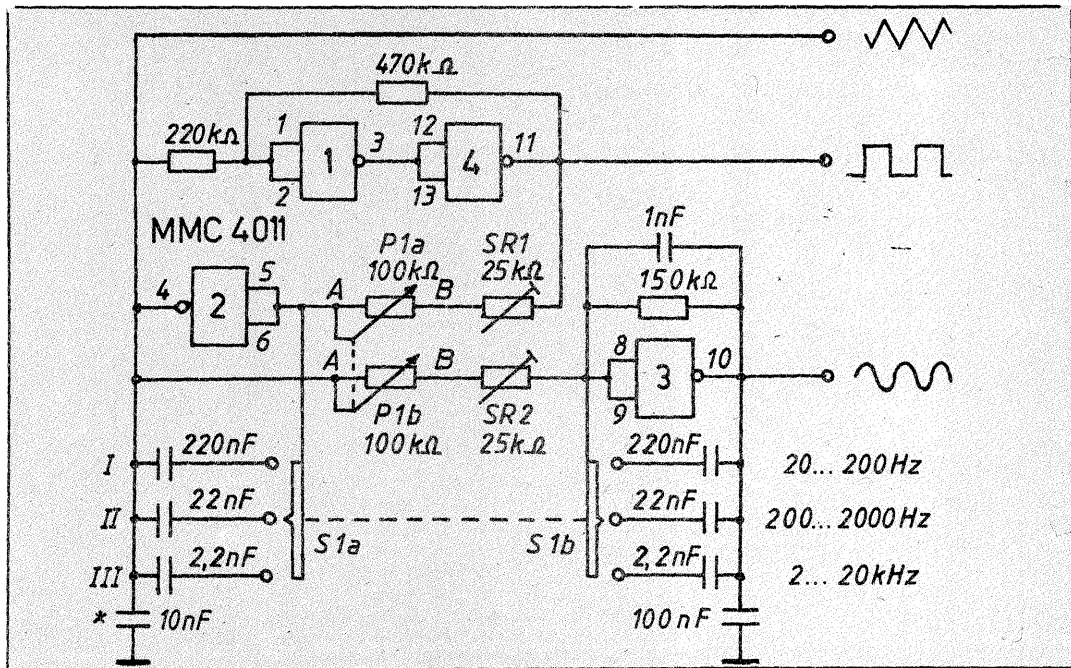 470kΩ
220kΩ
1
2
1
3
12
13
4
11
MMC 4011
1nF
150kΩ
P1a
100kΩ
SR1
25kΩ
4
2
5
6
A
B
A
B
P1b
100kΩ
SR2
25kΩ
8
9
3
10
I
220nF
220nF
20...200Hz
II
22nF
22nF
200...2000Hz
S1a
S1b
III
2,2nF
2,2nF
2...20kHz
* 10nF
100nF